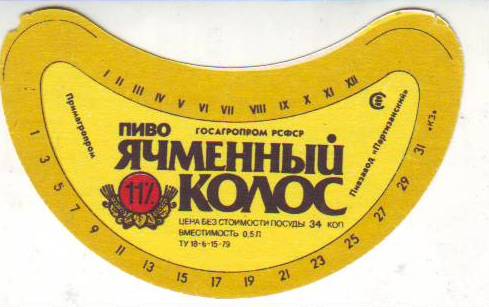 I II III IV V VI VII VIII IX X XI XII
Примагропром
ПИВО
ГОСАГРОПРОМ РСФСР
ЯЧМЕННЫЙ
КОЛОС
11%
ЦЕНА БЕЗ СТОИМОСТИ ПОСУДЫ 34 КОП
ВМЕСТИМОСТЬ 0,5 Л
ТУ 18-6-15-79
Пивзавод «Партизанский»
1 3 5 7 9 11 13 15 17 19 21 23 25 27 29 31 «КЗ»